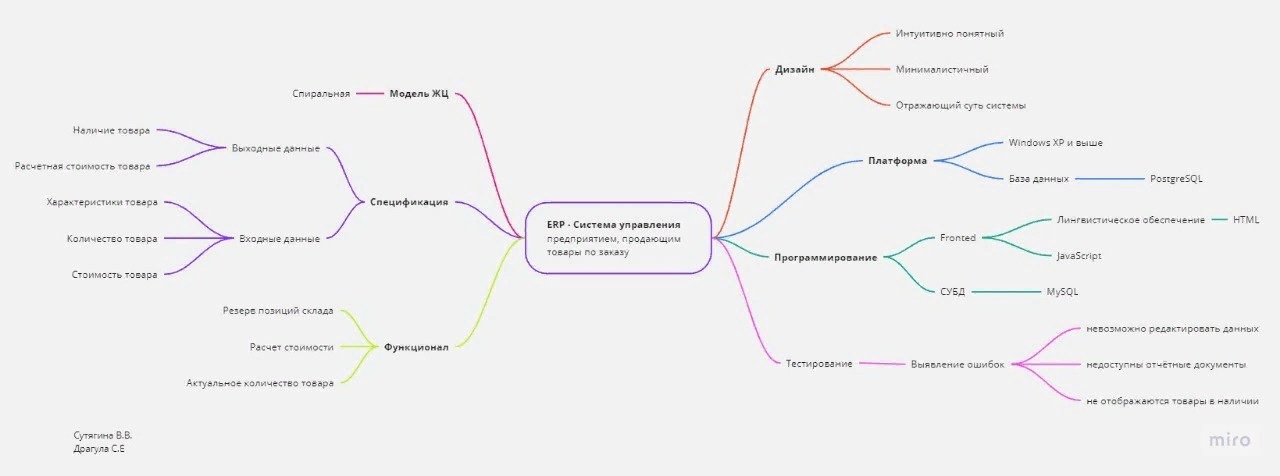 ERP - Система управления
предприятием, продающим
товары по заказу
Модель ЖЦ
Спиральная
Спецификация
Выходные данные
Наличие товара
Расчетная стоимость товара
Входные данные
Характеристики товара
Количество товара
Стоимость товара
Функционал
Резерв позиций склада
Расчет стоимости
Актуальное количество товара
Дизайн
Интуитивно понятный
Минималистичный
Отражающий суть системы
Платформа
Windows XP и выше
База данных
PostgreSQL
Программирование
Fronted
Лингвистическое обеспечение
HTML
JavaScript
СУБД
MySQL
Тестирование
Выявление ошибок
невозможно редактировать данных
недоступны отчётные документы
не отображаются товары в наличии
Сутягина В.В.
Драгула С.Е
miro